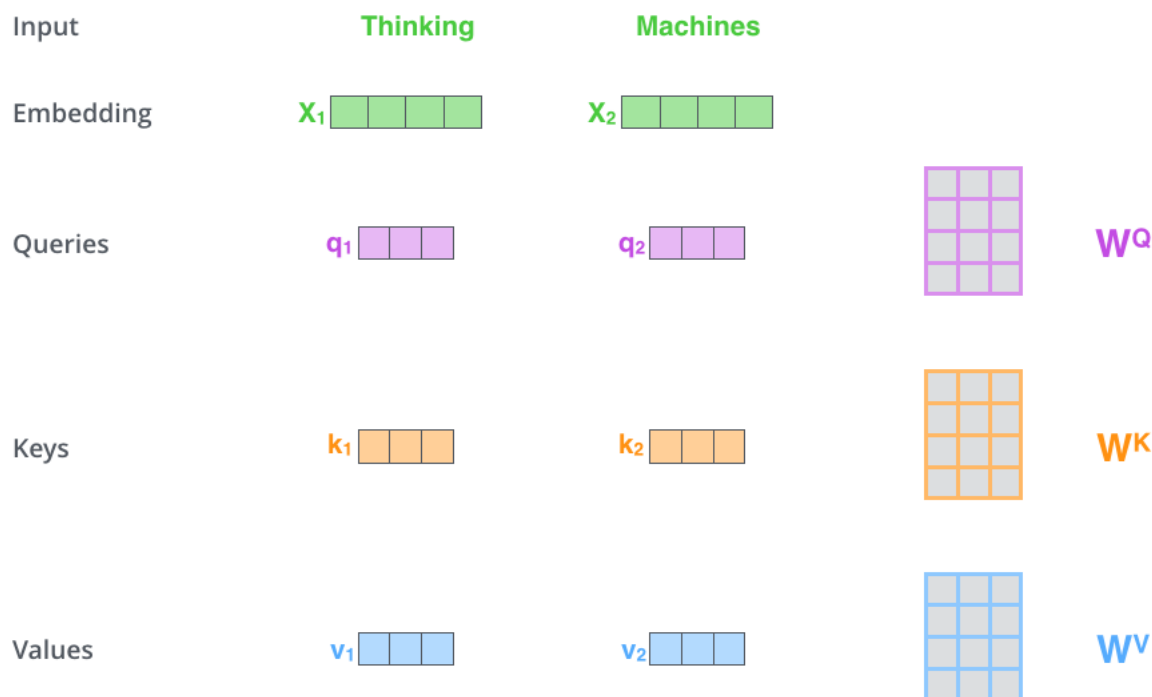 Input Thinking Machines
Embedding X1 X2
Queries q1 q2 WQ
Keys k1 k2 WK
Values v1 v2 WV